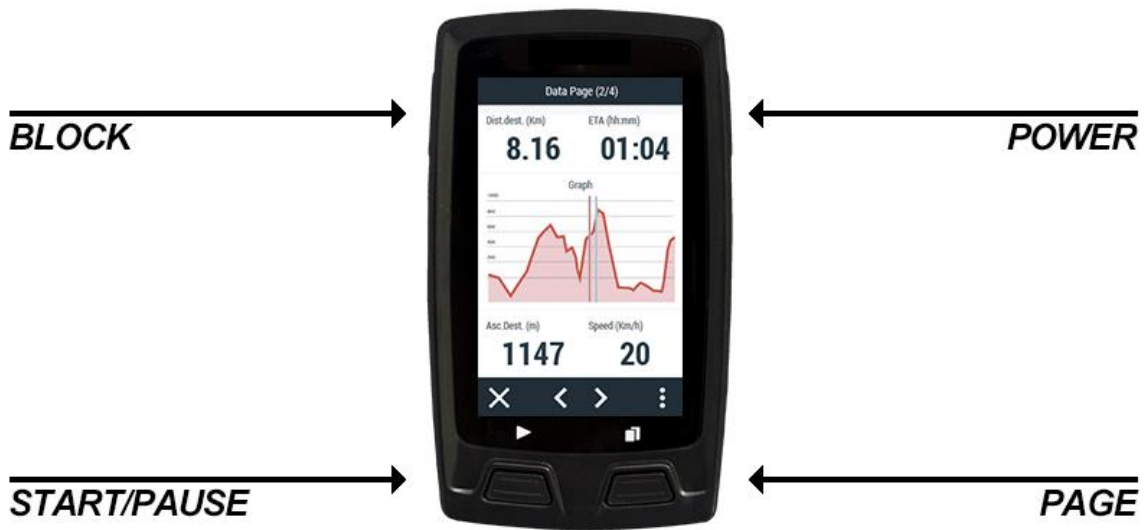 Data Page (2/4)
Dist.dest. (Km) ETA (hh:mm)
8.16 01:04
BLOCK POWER
Graph
Asc.Dest. (m) Speed (Km/h)
1147 20
START/PAUSE PAGE